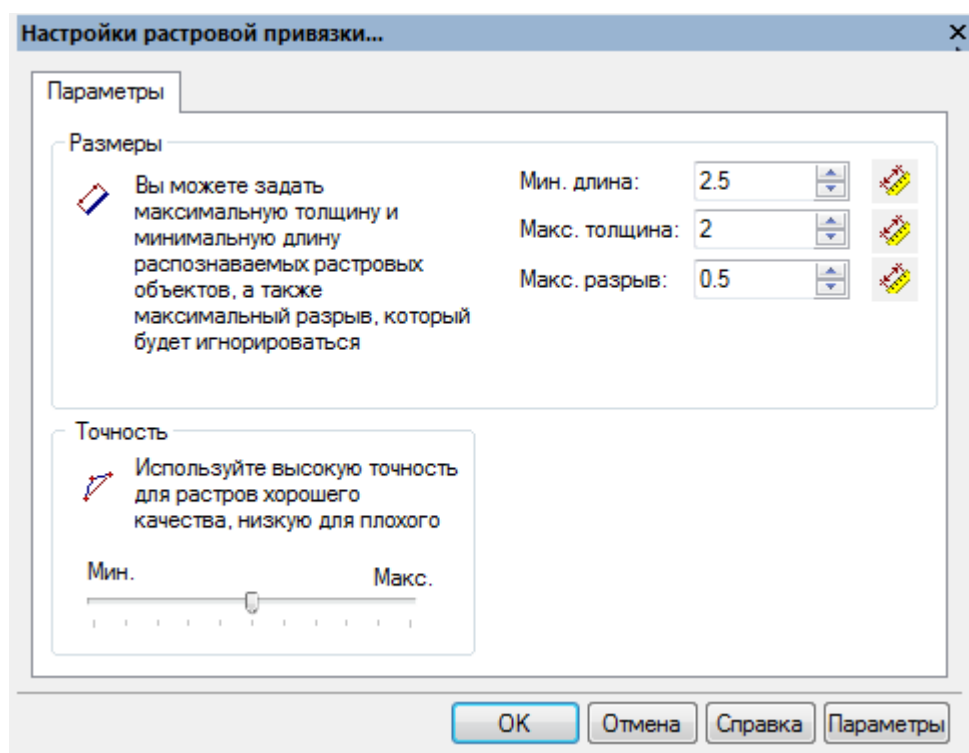 Настройки растровой привязки...
Параметры
Размеры
Вы можете задать
максимальную толщину и
минимальную длину
распознаваемых растровых
объектов, а также
максимальный разрыв, который
будет игнорироваться
Мин. длина: 2.5
Макс. толщина: 2
Макс. разрыв: 0.5
Точность
Используйте высокую точность
для растров хорошего
качества, низкую для плохого
Мин. Макс.
OK Отмена Справка Параметры